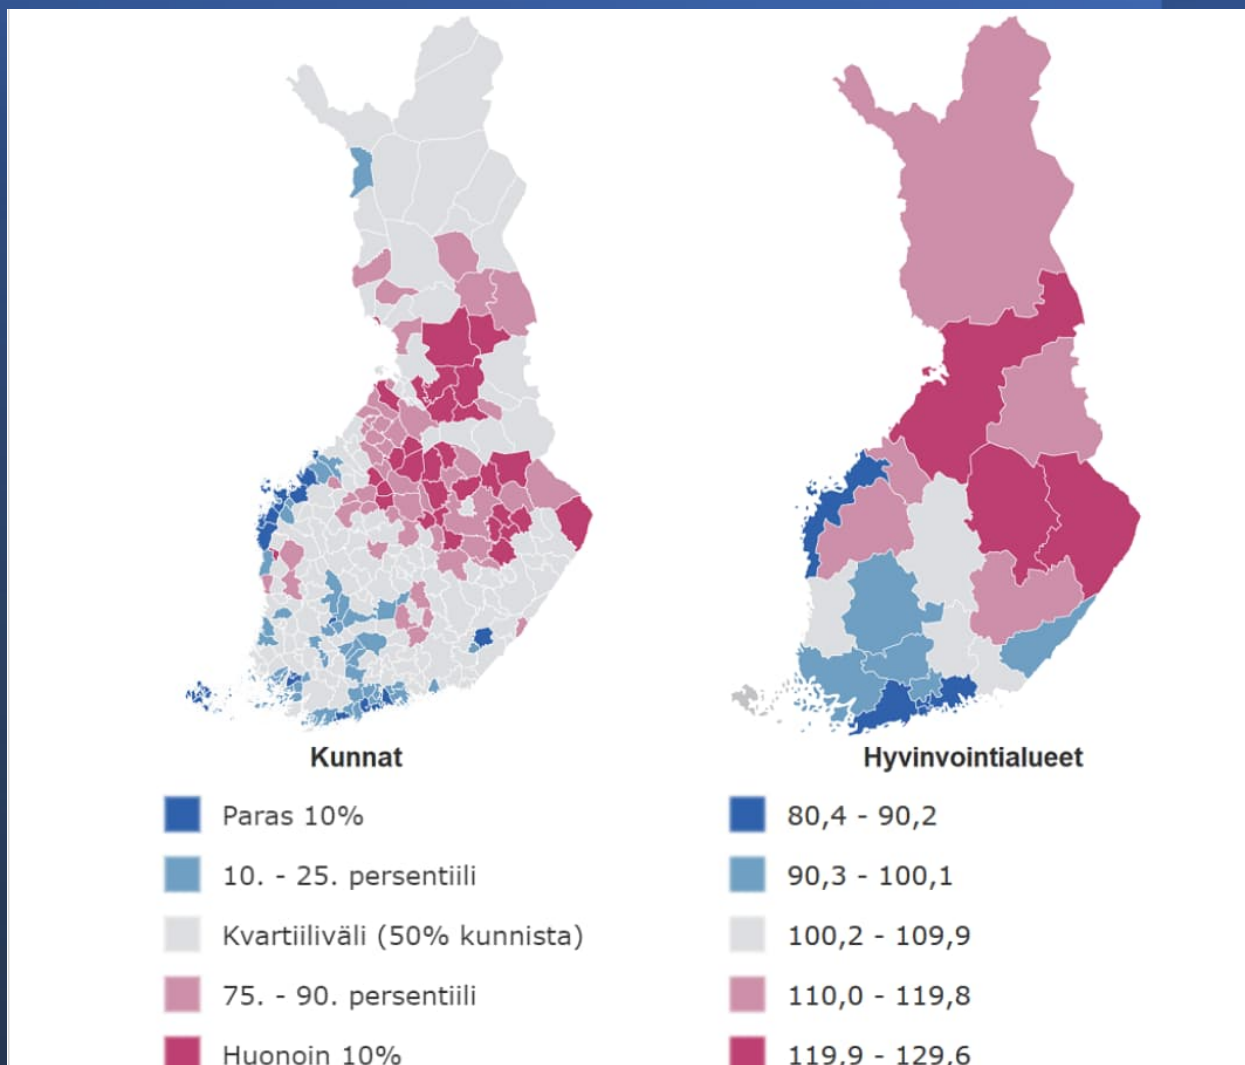 Kunnat
Paras 10%
10. - 25. persentiili
Kvartiiliväli (50% kunnista)
75. - 90. persentiili
Huonoin 10%
Hyvinvointialueet
80,4 - 90,2
90,3 - 100,1
100,2 - 109,9
110,0 - 119,8
119,9 - 129,6